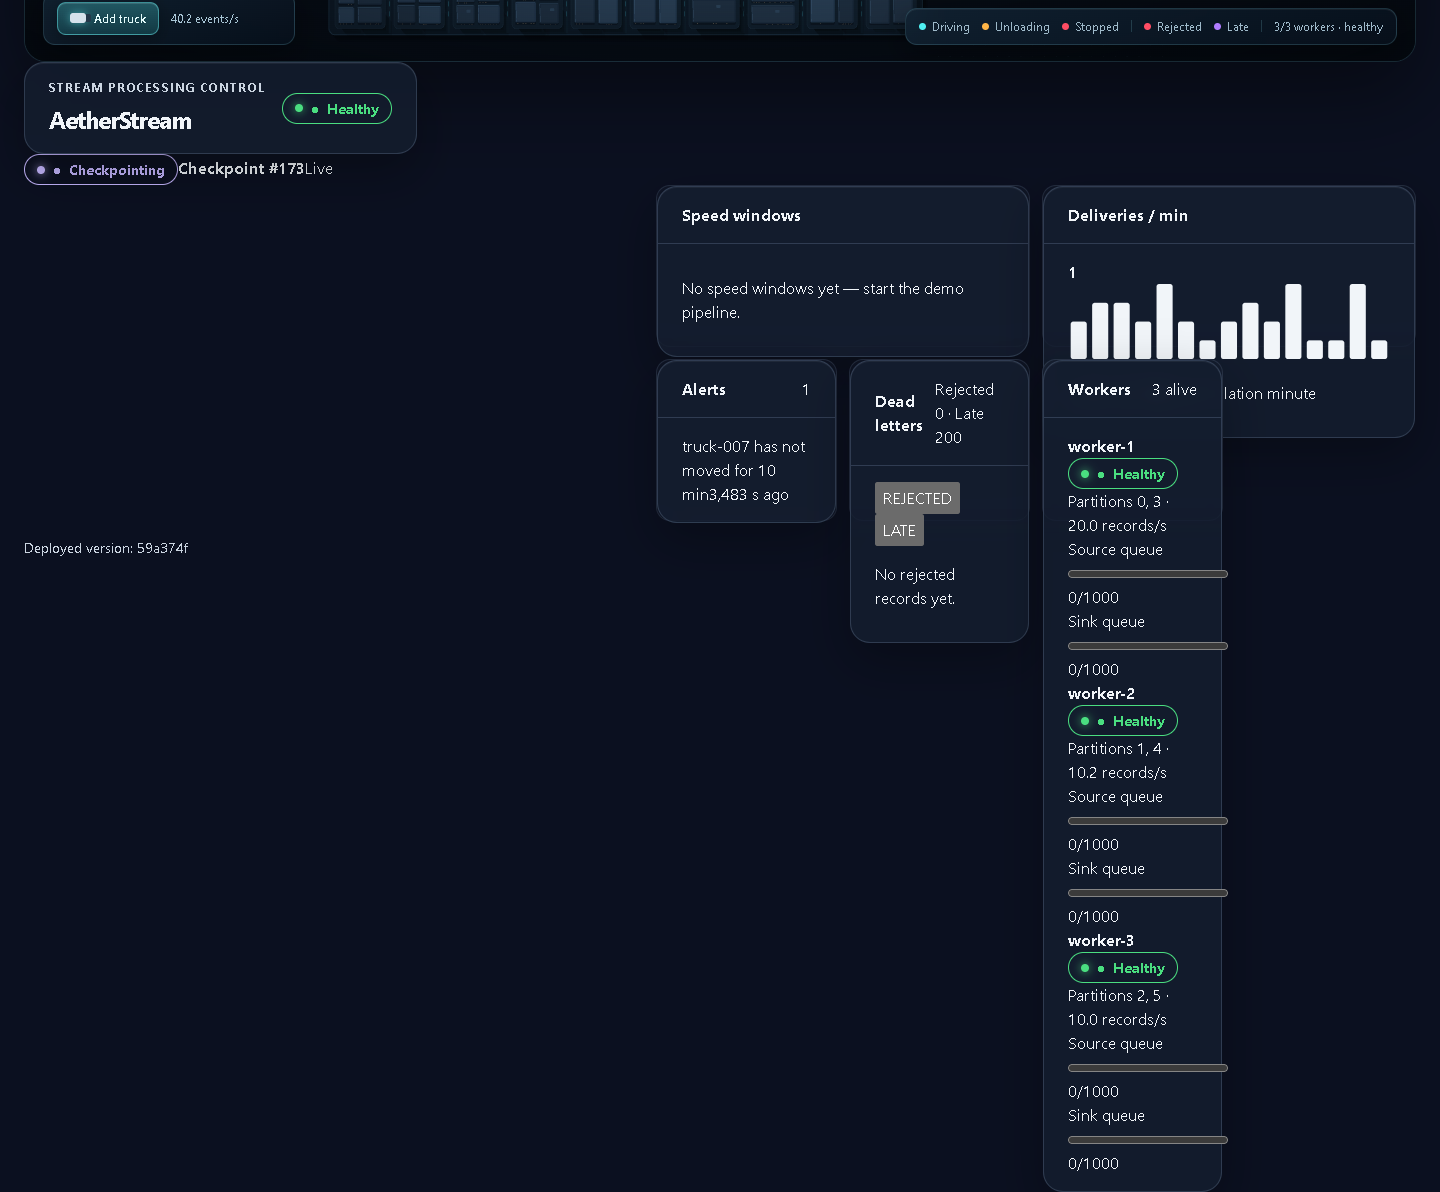 Add truck
40.2 events/s
Driving
Unloading
Stopped
Rejected
Late
3/3 workers · healthy
STREAM PROCESSING CONTROL
AetherStream
Healthy
Checkpointing
Checkpoint #173Live
Speed windows
No speed windows yet — start the demo
pipeline.
Deliveries / min
1
lation minute
Alerts
1
truck-007 has not
moved for 10
min3,483 s ago
Dead
letters
Rejected
0 · Late
200
REJECTED
LATE
No rejected
records yet.
Workers
3 alive
worker-1
Healthy
Partitions 0, 3 ·
20.0 records/s
Source queue
0/1000
Sink queue
0/1000
worker-2
Healthy
Partitions 1, 4 ·
10.2 records/s
Source queue
0/1000
Sink queue
0/1000
worker-3
Healthy
Partitions 2, 5 ·
10.0 records/s
Source queue
0/1000
Sink queue
0/1000
Deployed version: 59a374f